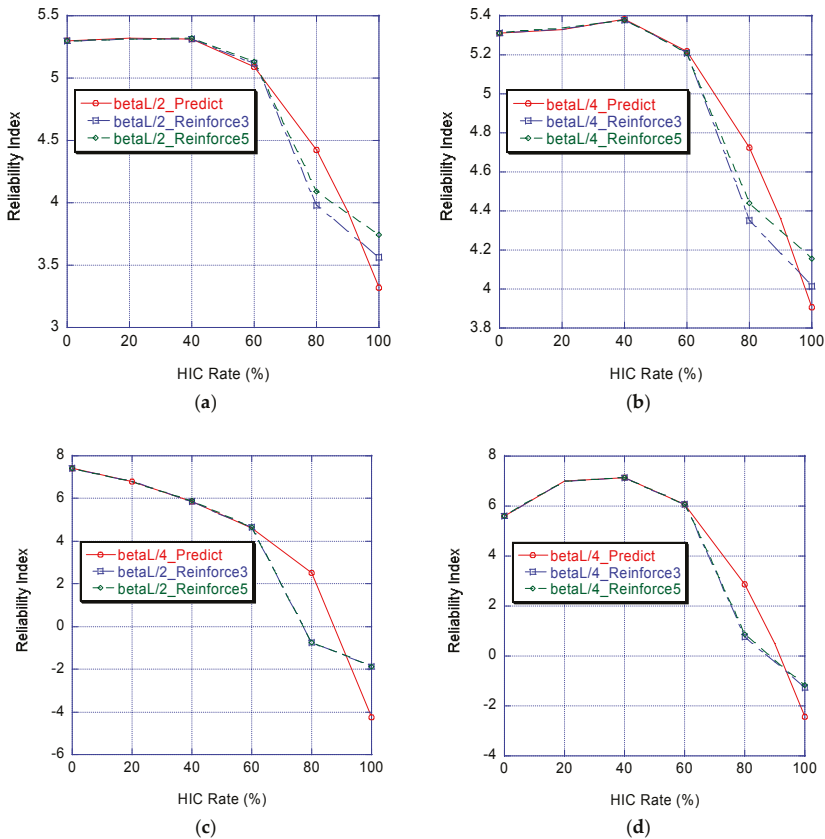 5.5
5
4.5
4
3.5
3
Reliability Index
betaL/2_Predict
betaL/2_Reinforce3
betaL/2_Reinforce5
0 20 40 60 80 100
HIC Rate (%)
(a)
5.4
5.2
5
4.8
4.6
4.4
4.2
4
3.8
Reliability Index
betaL/4_Predict
betaL/4_Reinforce3
betaL/4_Reinforce5
0 20 40 60 80 100
HIC Rate (%)
(b)
8
6
4
2
0
-2
-4
-6
Reliability Index
betaL/4_Predict
betaL/2_Reinforce3
betaL/2_Reinforce5
0 20 40 60 80 100
HIC Rate (%)
(c)
8
6
4
2
0
-2
-4
Reliability Index
betaL/4_Predict
betaL/4_Reinforce3
betaL/4_Reinforce5
0 20 40 60 80 100
HIC Rate (%)
(d)